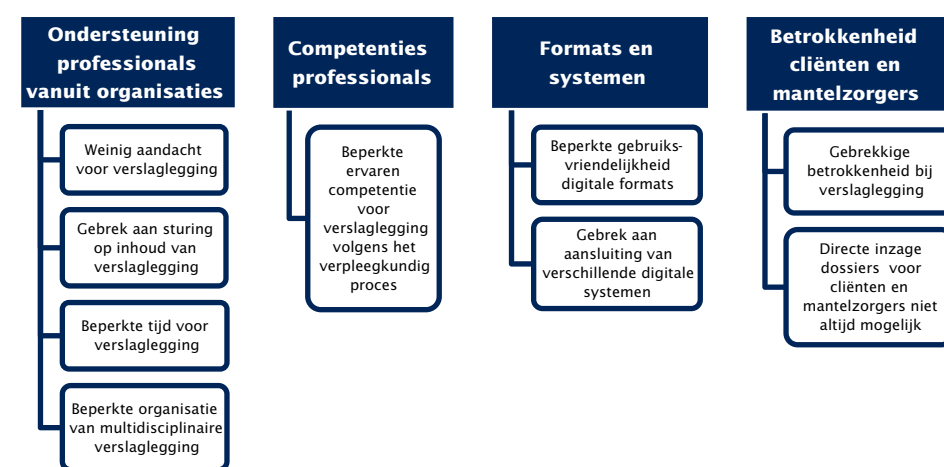 Ondersteuning
professionals
vanuit organisaties
Weinig aandacht
voor verslaglegging
Gebrek aan sturing
op inhoud van
verslaglegging
Beperkte tijd voor
verslaglegging
Beperkte organisatie
van multidisciplinaire
verslaglegging
Competenties
professionals
Beperkte
ervaren
competentie
voor
verslaglegging
volgens het
verpleegkundig
proces
Formats en
systemen
Beperkte gebruiks-
vriendelijkheid
digitale formats
Gebrek aan
aansluiting van
verschillende digitale
systemen
Betrokkenheid
cliënten en
mantelzorgers
Gebrekkige
betrokkenheid bij
verslaglegging
Directe inzage
dossiers voor
cliënten en
mantelzorgers niet
altijd mogelijk